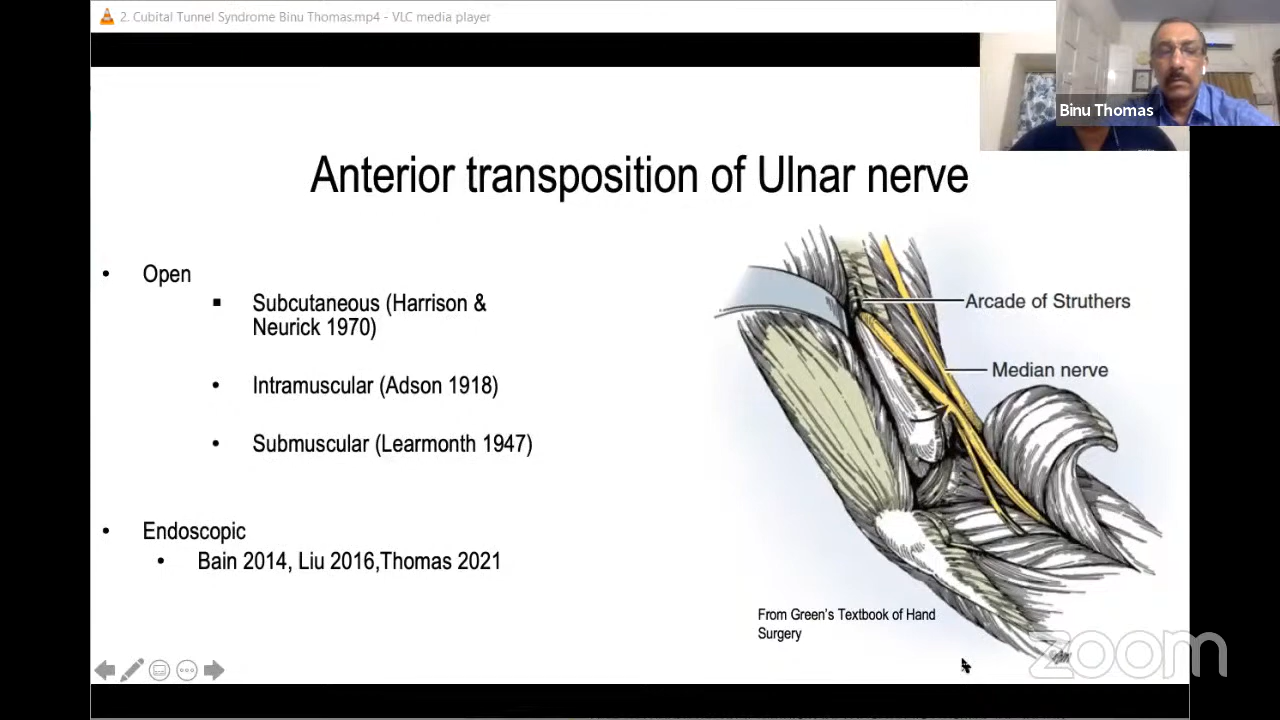 2. Cubital Tunnel Syndrome Binu Thomas.mp4 - VLC media player
Binu Thomas
Anterior transposition of Ulnar nerve
• Open
▪ Subcutaneous (Harrison &
Neurick 1970)
• Intramuscular (Adson 1918)
• Submuscular (Learmonth 1947)
• Endoscopic
• Bain 2014, Liu 2016,Thomas 2021
Arcade of Struthers
Median nerve
From Green's Textbook of Hand
Surgery
zoom